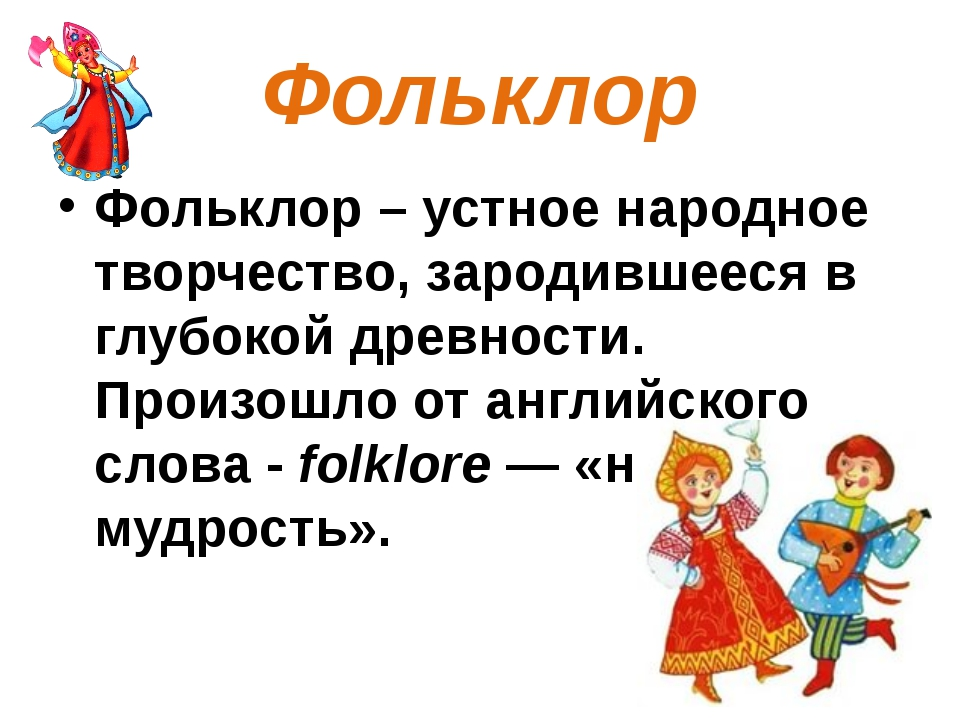 Фольклор
• Фольклор – устное народное
творчество, зародившееся в
глубокой древности.
Произошло от английского
слова - folklore — «н
мудрость».